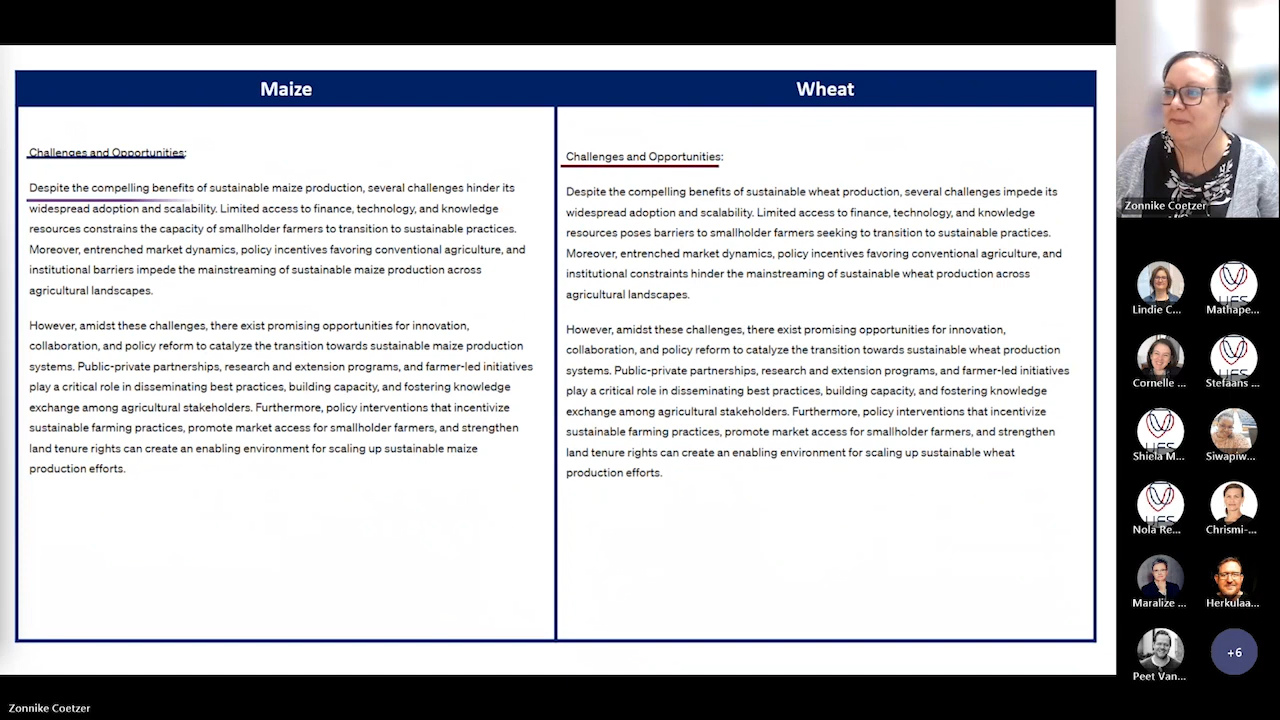 Maize
Wheat
Challenges and Opportunities:
Despite the compelling benefits of sustainable maize production, several challenges hinder its
widespread adoption and scalability. Limited access to finance, technology, and knowledge
resources constrains the capacity of smallholder farmers to transition to sustainable practices.
Moreover, entrenched market dynamics, policy incentives favoring conventional agriculture, and
institutional barriers impede the mainstreaming of sustainable maize production across
agricultural landscapes.
However, amidst these challenges, there exist promising opportunities for innovation,
collaboration, and policy reform to catalyze the transition towards sustainable maize production
systems. Public-private partnerships, research and extension programs, and farmer-led initiatives
play a critical role in disseminating best practices, building capacity, and fostering knowledge
exchange among agricultural stakeholders. Furthermore, policy interventions that incentivize
sustainable farming practices, promote market access for smallholder farmers, and strengthen
land tenure rights can create an enabling environment for scaling up sustainable maize
production efforts.
Challenges and Opportunities:
Despite the compelling benefits of sustainable wheat production, several challenges impede its
widespread adoption and scalability. Limited access to finance, technology, and knowledge
resources poses barriers to smallholder farmers seeking to transition to sustainable practices.
Moreover, entrenched market dynamics, policy incentives favoring conventional agriculture, and
institutional constraints hinder the mainstreaming of sustainable wheat production across
agricultural landscapes.
However, amidst these challenges, there exist promising opportunities for innovation,
collaboration, and policy reform to catalyze the transition towards sustainable wheat production
systems. Public-private partnerships, research and extension programs, and farmer-led initiatives
play a critical role in disseminating best practices, building capacity, and fostering knowledge
exchange among agricultural stakeholders. Furthermore, policy interventions that incentivize
sustainable farming practices, promote market access for smallholder farmers, and strengthen
land tenure rights can create an enabling environment for scaling up sustainable wheat
production efforts.
Zonnike Coetzer
Lindie C...
Mathape...
Cornelle ...
Stefaans ...
Shiela M...
Siwapiw...
Nola Re...
Chrismi-...
Maralize ...
Herkulaa...
Peet Van...
+6
Zonnike Coetzer